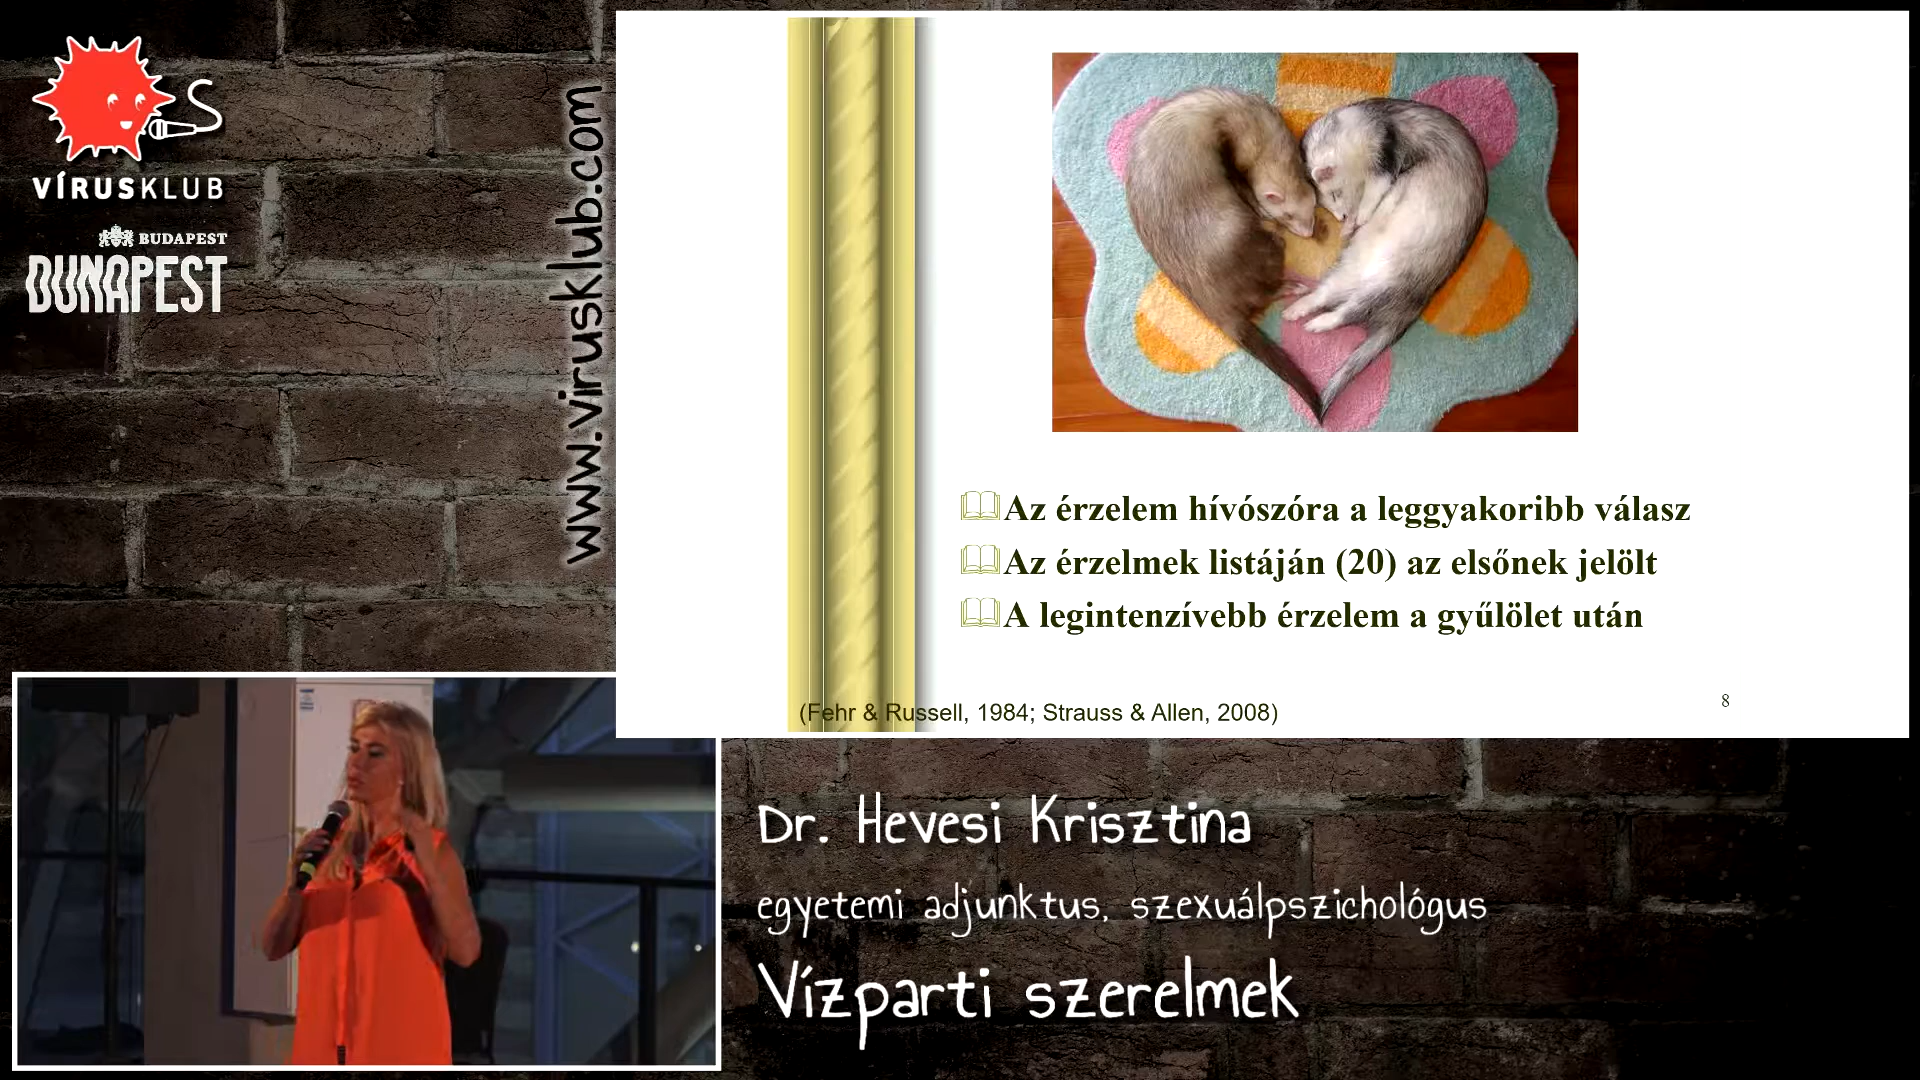 VÍRUSKLUB
BUDAPEST
DUNAPEST
www.virusklub.com
Az érzelem hívószóra a leggyakoribb válasz
Az érzelmek listáján (20) az elsőnek jelölt
A legintenzívebb érzelem a gyűlölet után
(Fehr & Russell, 1984; Strauss & Allen, 2008)
8
Dr. Hevesi Krisztina
egyetemi adjunktus, szexuálpszichológus
Vízparti szerelmek